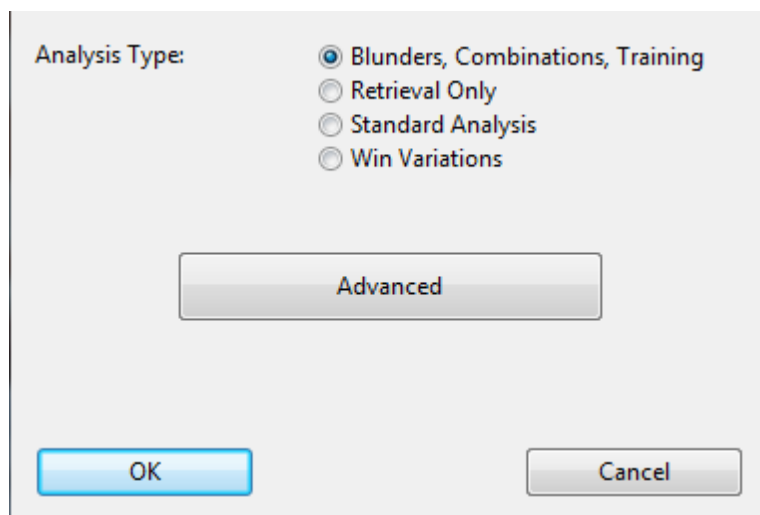 Analysis Type: Blunders, Combinations, Training
Retrieval Only
Standard Analysis
Win Variations
Advanced
OK Cancel